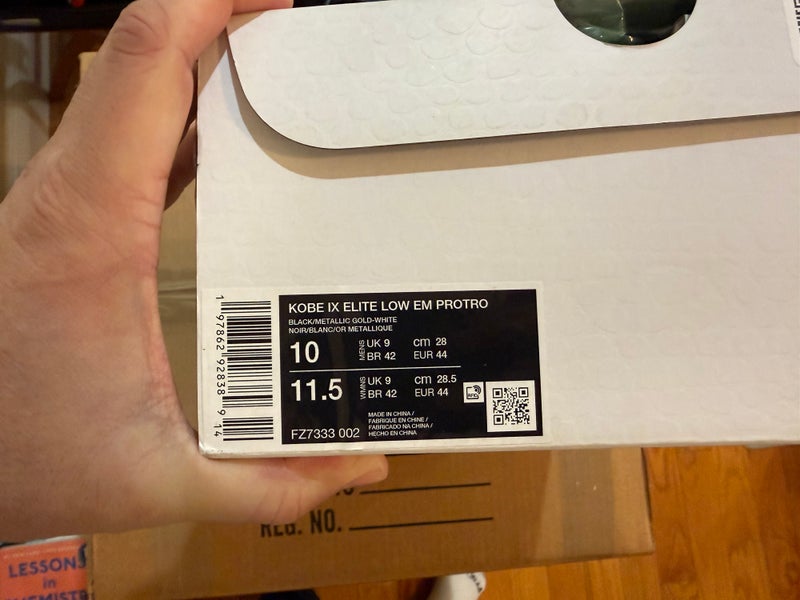 KOBE IX ELITE LOW EM PROTRO
BLACK/METALLIC GOLD-WHITE
NOIR/BLANC/OR METALLIQUE
10 MENS UK 9 cm 28
BR 42 EUR 44
11.5 WMNS UK 9 cm 28.5
BR 42 EUR 44
RFID
MADE IN CHINA /
FABRIQUE EN CHINE /
FABRICADO NA CHINA /
HECHO EN CHINA
FZ7333 002
1 97862 92838 9 14
REG. NO.
LESSONS
in